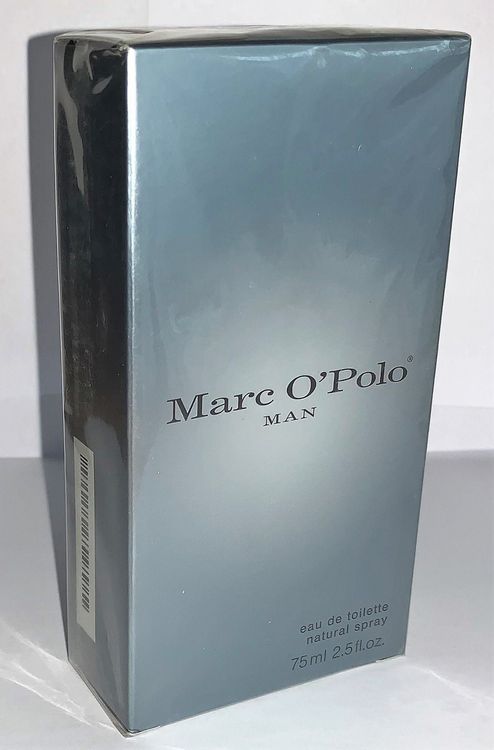 Marc O'Polo®
MAN
eau de toilette
natural spray
75ml 2.5fl.oz.